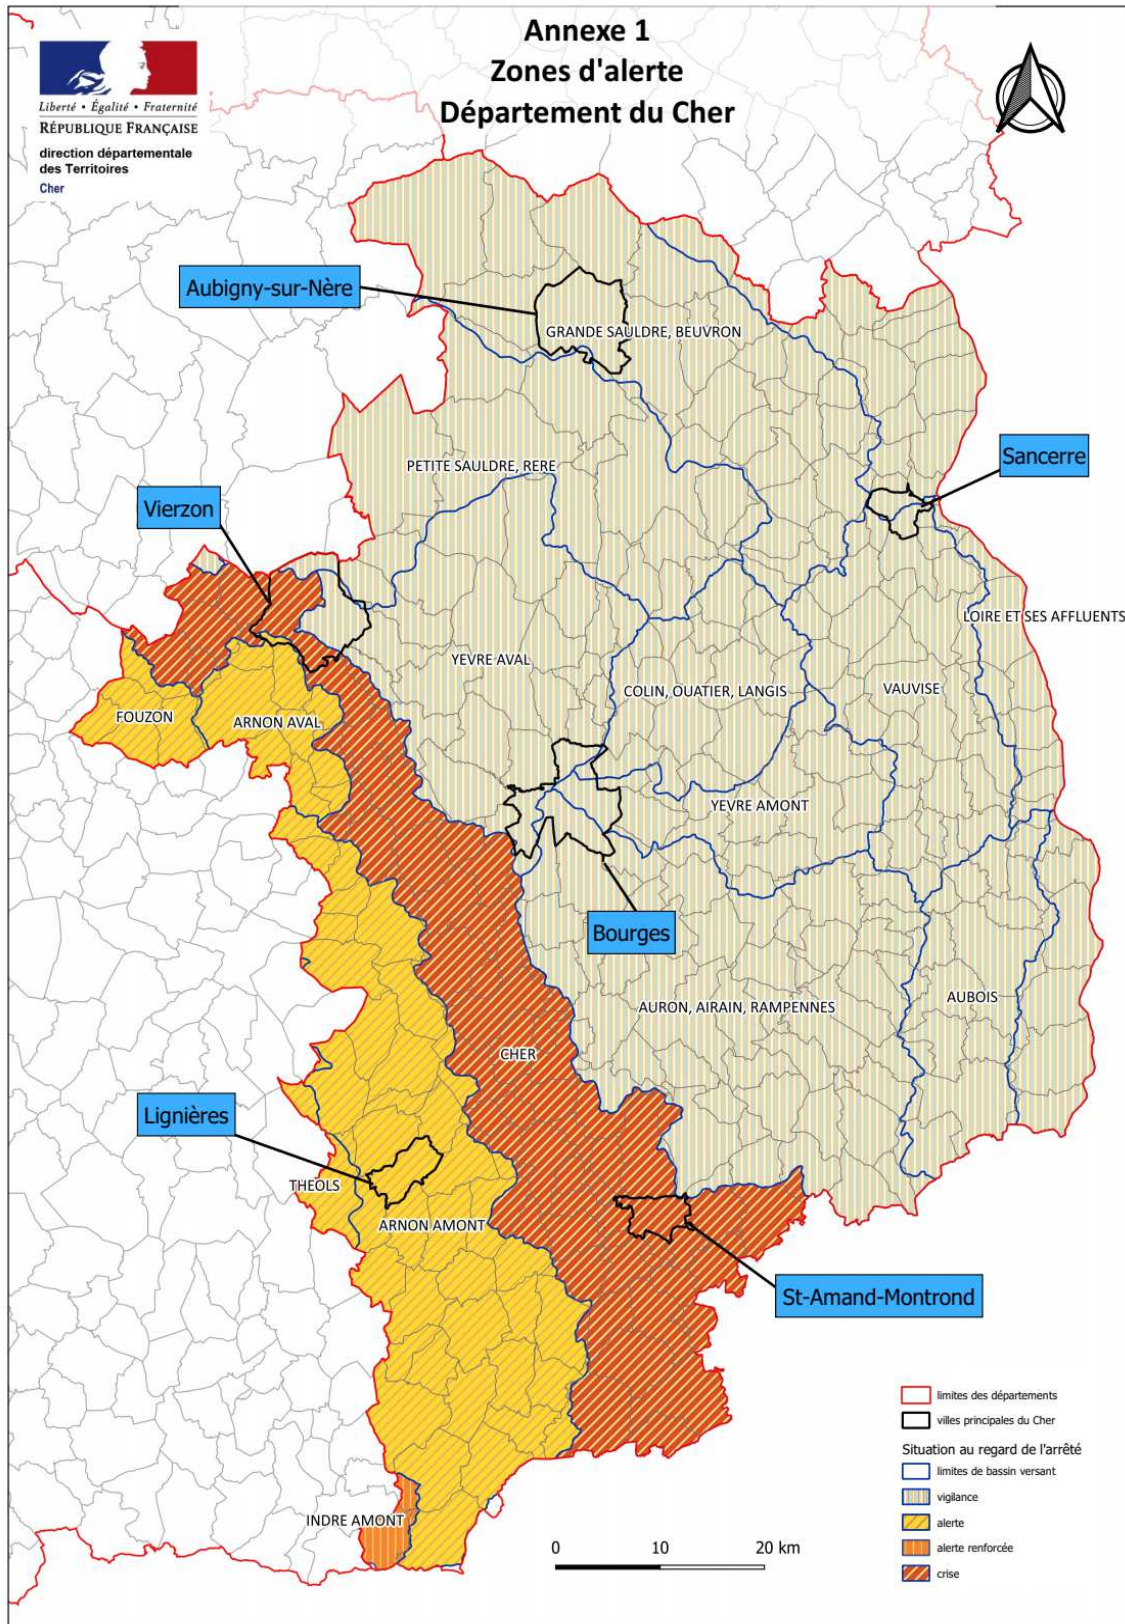 Annexe 1
Zones d'alerte
Département du Cher
Liberté • Égalité • Fraternité
RÉPUBLIQUE FRANÇAISE
direction départementale
des Territoires
Cher
Aubigny-sur-Nère
GRANDE SAULDRE, BEUVRON
Sancerre
PETITE SAULDRE, RERE
Vierzon
LOIRE ET SES AFFLUENTS
YEVRE AVAL
COLIN, OUATIER, LANGIS
VAUVISE
FOUZON
ARNON AVAL
YEVRE AMONT
Bourges
AURON, AIRAIN, RAMPENNES
AUBOIS
CHER
Lignières
THEOLS
ARNON AMONT
St-Amand-Montrond
INDRE AMONT
limites des départements
villes principales du Cher
Situation au regard de l'arrêté
limites de bassin versant
vigilance
alerte
alerte renforcée
crise
0 10 20 km